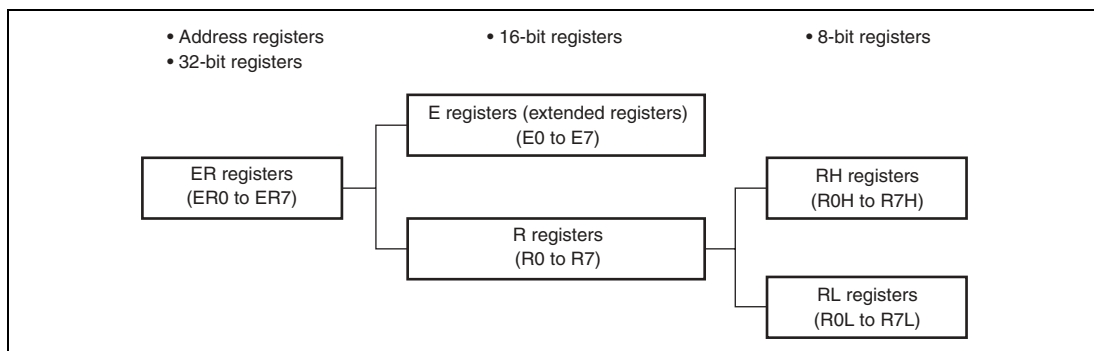 • Address registers
• 32-bit registers
• 16-bit registers
• 8-bit registers
E registers (extended registers)
(E0 to E7)
ER registers
(ER0 to ER7)
RH registers
(R0H to R7H)
R registers
(R0 to R7)
RL registers
(R0L to R7L)